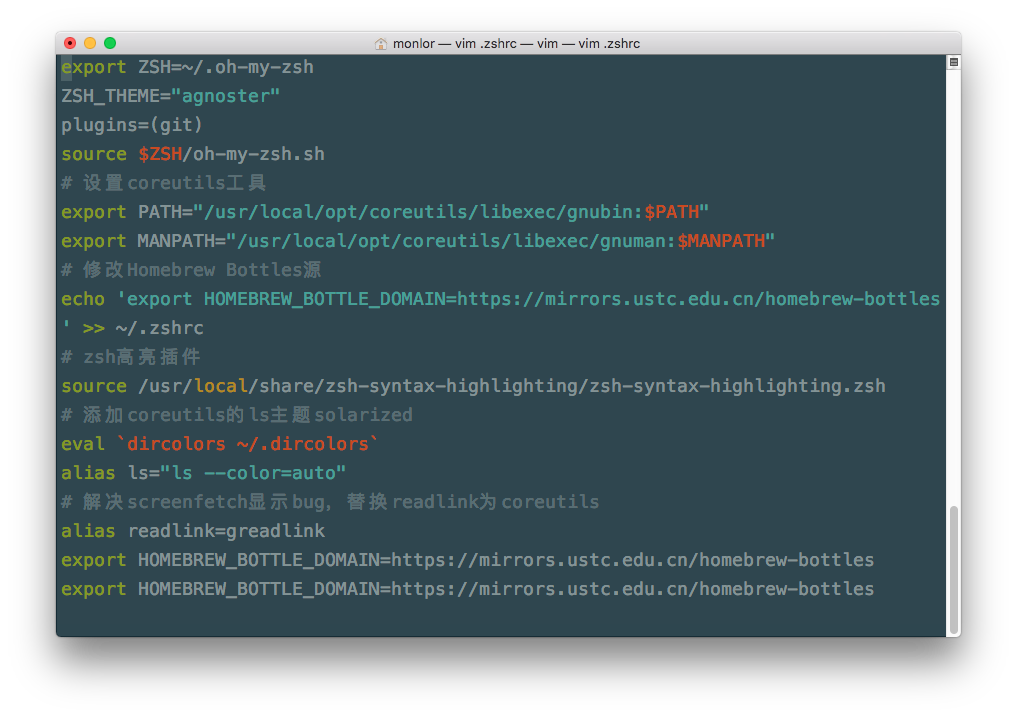 monlor — vim .zshrc — vim — vim .zshrc
export ZSH=~/.oh-my-zsh
ZSH_THEME="agnoster"
plugins=(git)
source $ZSH/oh-my-zsh.sh
# 设置coreutils工具
export PATH="/usr/local/opt/coreutils/libexec/gnubin:$PATH"
export MANPATH="/usr/local/opt/coreutils/libexec/gnuman:$MANPATH"
# 修改Homebrew Bottles源
echo 'export HOMEBREW_BOTTLE_DOMAIN=https://mirrors.ustc.edu.cn/homebrew-bottles
' >> ~/.zshrc
# zsh高亮插件
source /usr/local/share/zsh-syntax-highlighting/zsh-syntax-highlighting.zsh
# 添加coreutils的ls主题solarized
eval `dircolors ~/.dircolors`
alias ls="ls --color=auto"
# 解决screenfetch显示bug，替换readlink为coreutils
alias readlink=greadlink
export HOMEBREW_BOTTLE_DOMAIN=https://mirrors.ustc.edu.cn/homebrew-bottles
export HOMEBREW_BOTTLE_DOMAIN=https://mirrors.ustc.edu.cn/homebrew-bottles